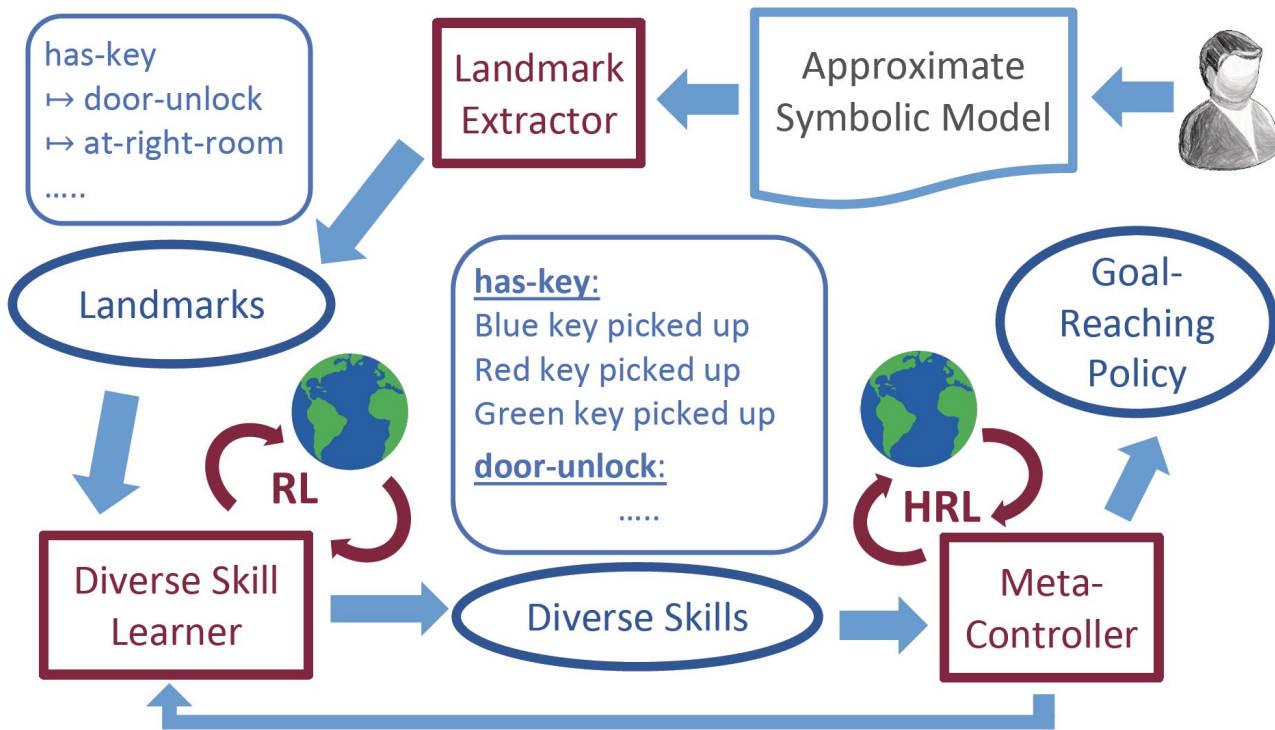 has-key
↦ door-unlock
↦ at-right-room
.....
Landmark
Extractor
Approximate
Symbolic Model
Landmarks
has-key:
Blue key picked up
Red key picked up
Green key picked up
door-unlock:
.....
Goal-
Reaching
Policy
RL
HRL
Diverse Skill
Learner
Diverse Skills
Meta-
Controller